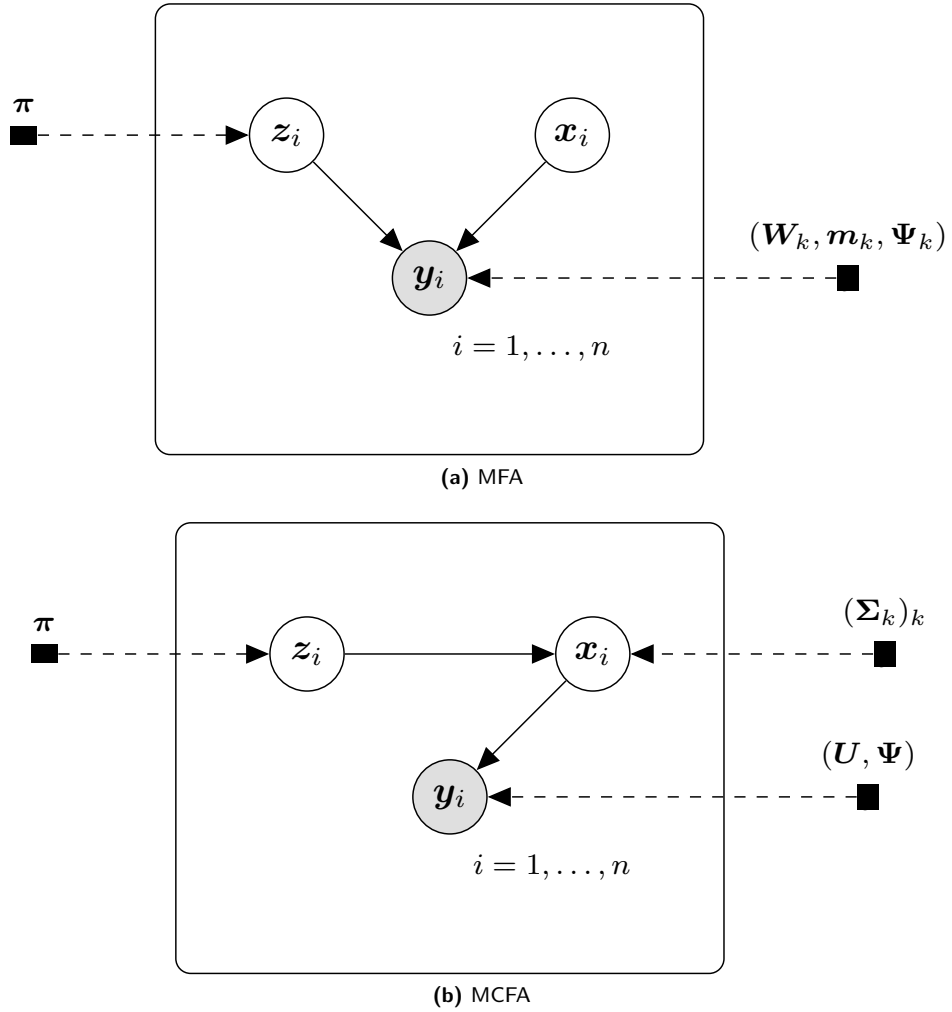 π
z_i
x_i
(W_k, m_k, Ψ_k)
y_i
i = 1, . . . , n
(a) MFA
(Σ_k)_k
π
z_i
x_i
(U, Ψ)
y_i
i = 1, . . . , n
(b) MCFA